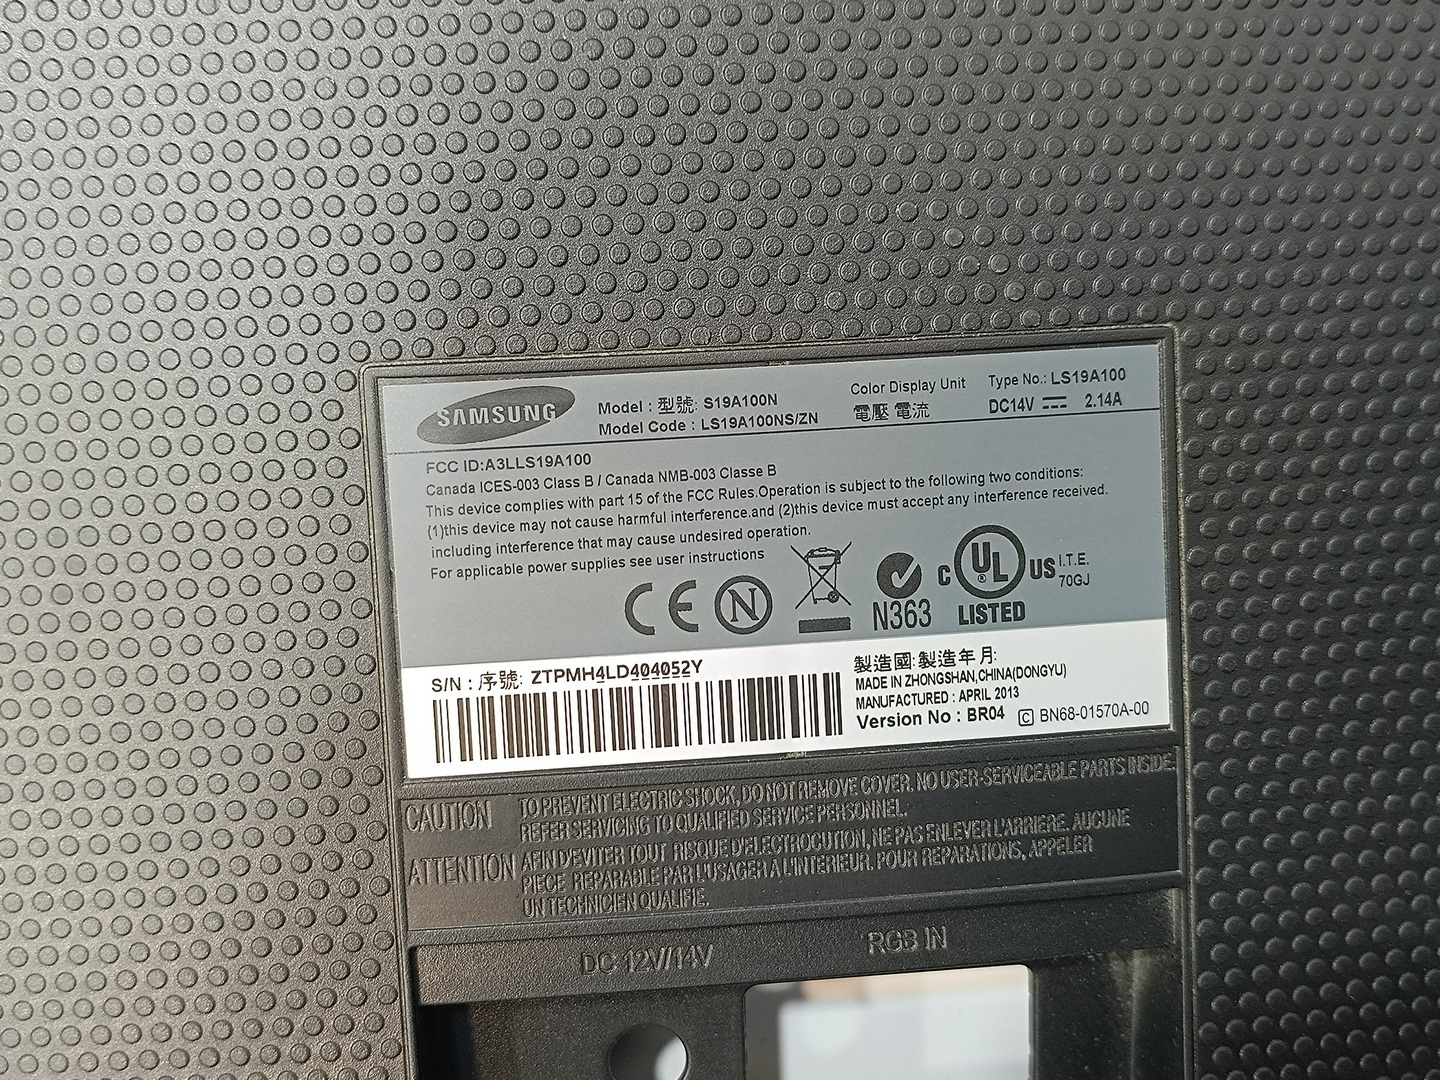 SAMSUNG
Model : 型號: S19A100N
Model Code : LS19A100NS/ZN
Color Display Unit
電壓 電流
Type No.: LS19A100
DC14V ⎓ 2.14A
FCC ID:A3LLS19A100
Canada ICES-003 Class B / Canada NMB-003 Classe B
This device complies with part 15 of the FCC Rules.Operation is subject to the following two conditions:
(1)this device may not cause harmful interference.and (2)this device must accept any interference received.
including interference that may cause undesired operation.
For applicable power supplies see user instructions
CE N N363 C UL ® US LISTED I.T.E. 70GJ
S/N : 序號: ZTPMH4LD404052Y
製造國: 製造年月:
MADE IN ZHONGSHAN,CHINA(DONGYU)
MANUFACTURED : APRIL 2013
Version No : BR04 C BN68-01570A-00
CAUTION TO PREVENT ELECTRIC SHOCK, DO NOT REMOVE COVER. NO USER-SERVICEABLE PARTS INSIDE.
REFER SERVICING TO QUALIFIED SERVICE PERSONNEL.
ATTENTION AFIN D'EVITER TOUT RISQUE D'ELECTROCUTION, NE PAS ENLEVER L'ARRIERE. AUCUNE
PIECE REPARABLE PAR L'USAGER A L'INTERIEUR. POUR REPARATIONS, APPELER
UN TECHNICIEN QUALIFIE.
DC 12V/14V RGB IN